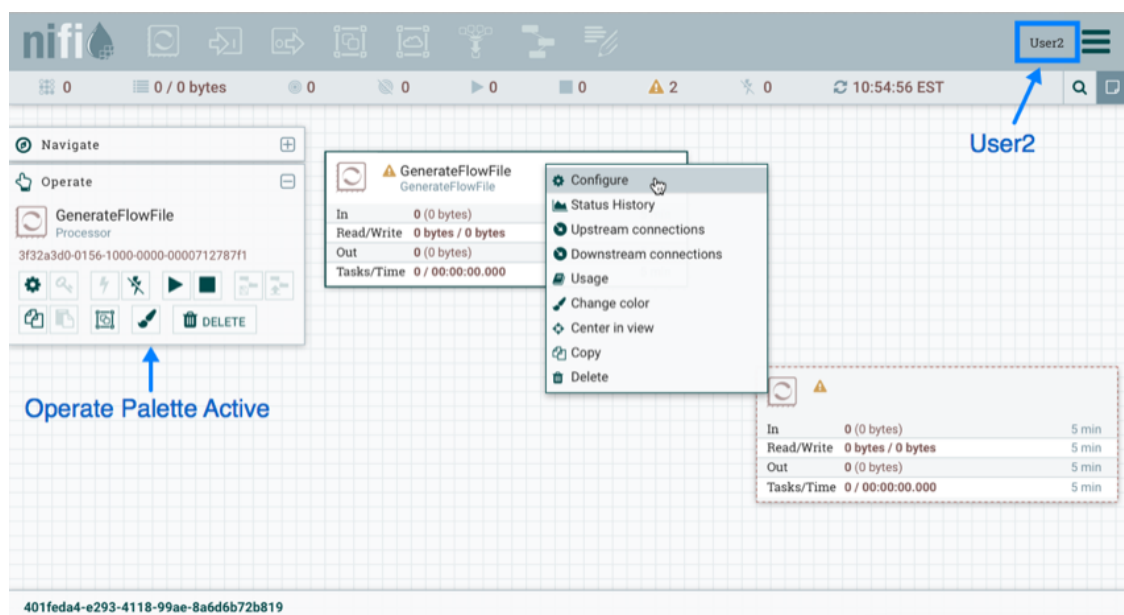 nifi
User2
0
0 / 0 bytes
0
0
0
0
2
0
10:54:56 EST
User2
Navigate
Operate
GenerateFlowFile
Processor
3f32a3d0-0156-1000-0000-0000712787f1
DELETE
Operate Palette Active
GenerateFlowFile
GenerateFlowFile
In 0 (0 bytes)
Read/Write 0 bytes / 0 bytes
Out 0 (0 bytes)
Tasks/Time 0 / 00:00:00.000
Configure
Status History
Upstream connections
Downstream connections
Usage
Change color
Center in view
Copy
Delete
In 0 (0 bytes) 5 min
Read/Write 0 bytes / 0 bytes 5 min
Out 0 (0 bytes) 5 min
Tasks/Time 0 / 00:00:00.000 5 min
401feda4-e293-4118-99ae-8a6d6b72b819